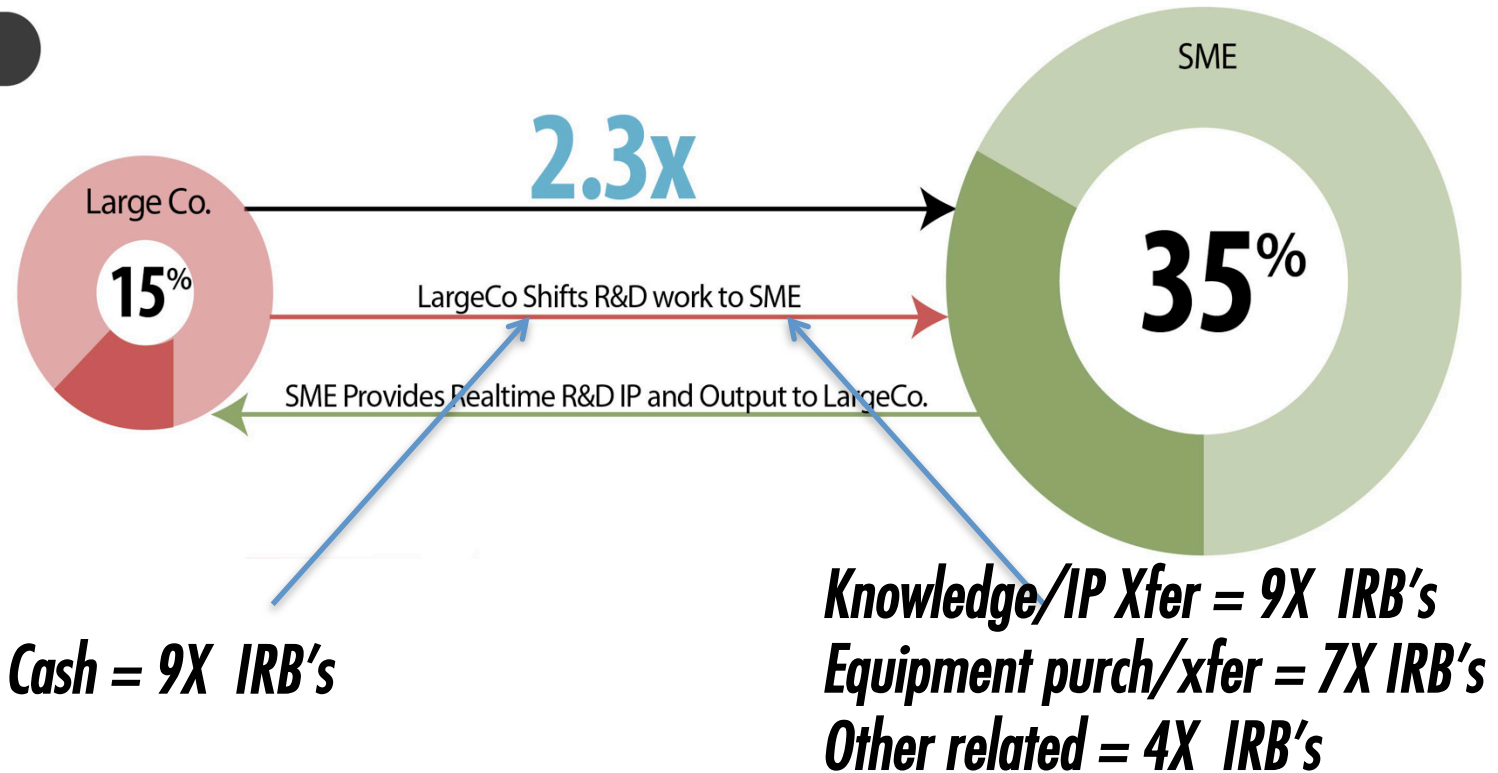 SME
2.3x
Large Co.
15%
35%
LargeCo Shifts R&D work to SME
SME Provides Realtime R&D IP and Output to LargeCo.
Knowledge/IP Xfer = 9X IRB's
Cash = 9X IRB's
Equipment purch/xfer = 7X IRB's
Other related = 4X IRB's